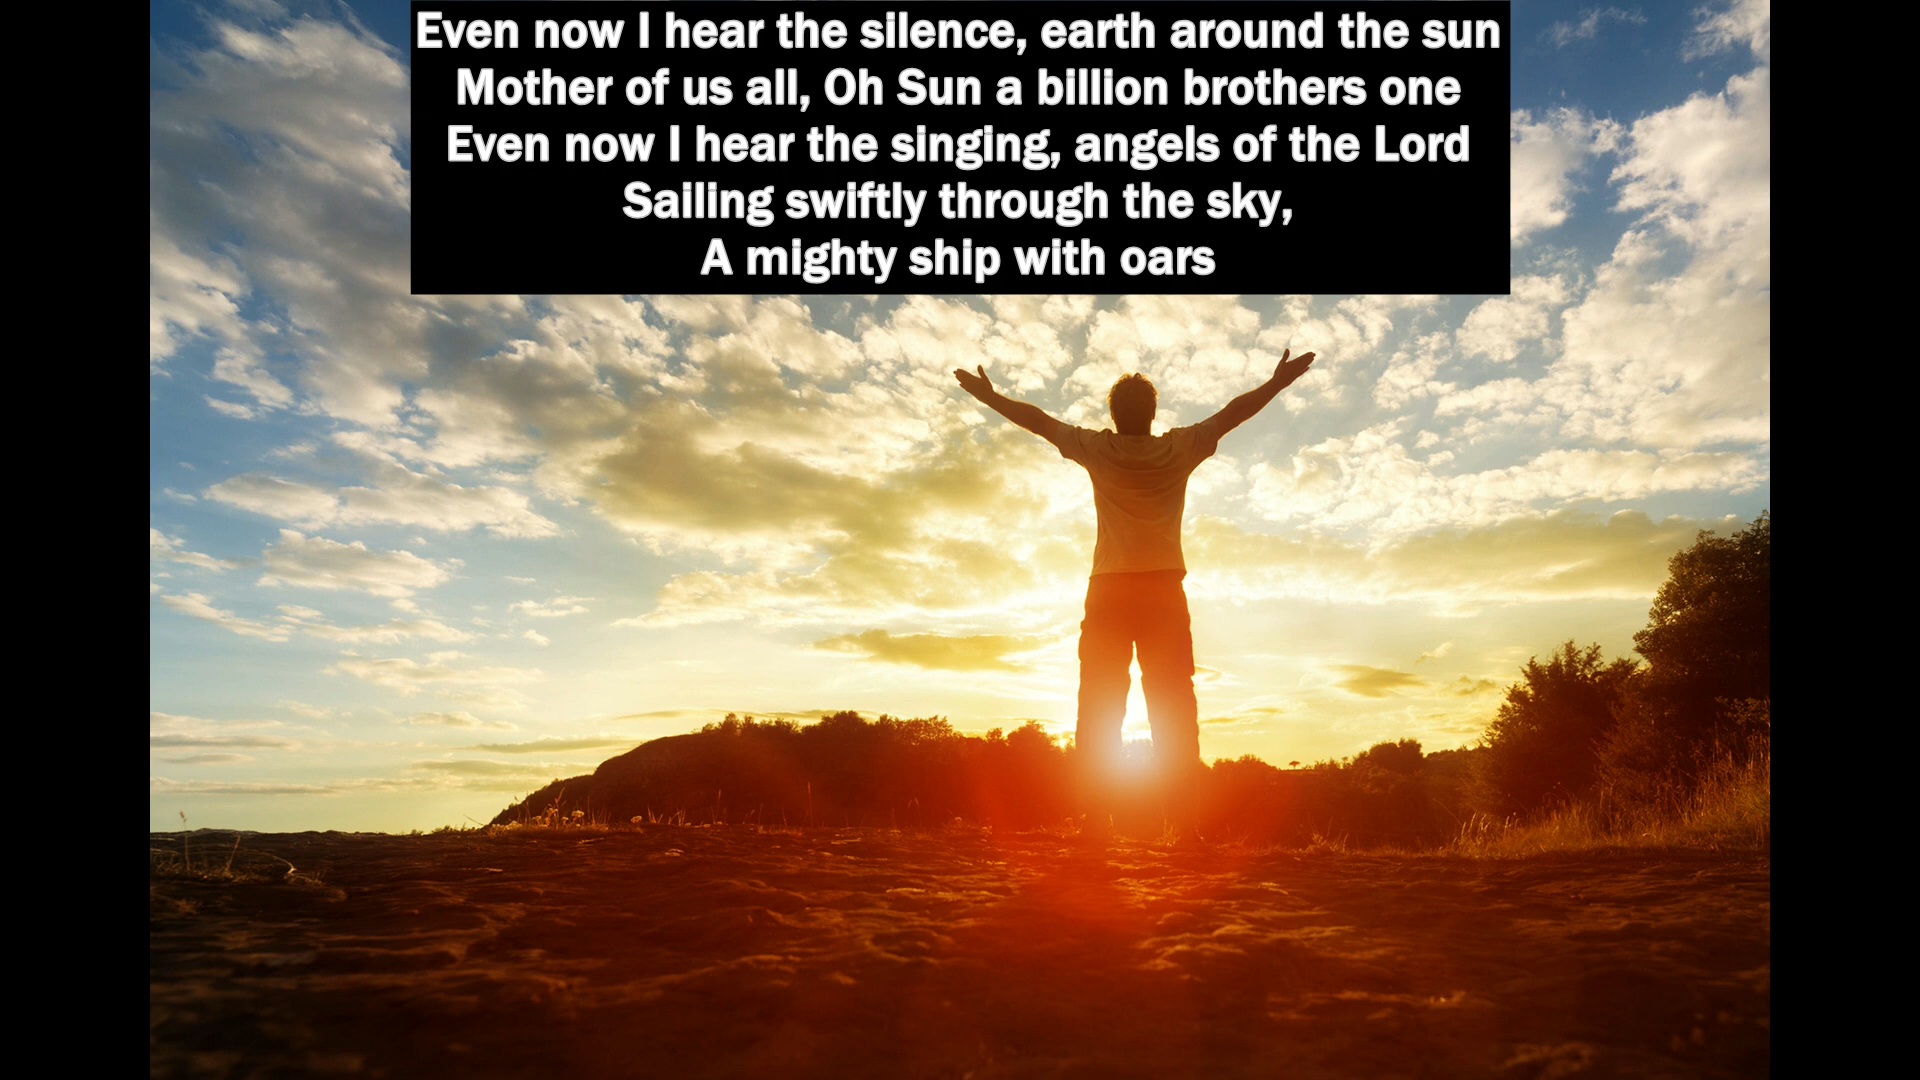 Even now I hear the silence, earth around the sun
Mother of us all, Oh Sun a billion brothers one
Even now I hear the singing, angels of the Lord
Sailing swiftly through the sky,
A mighty ship with oars